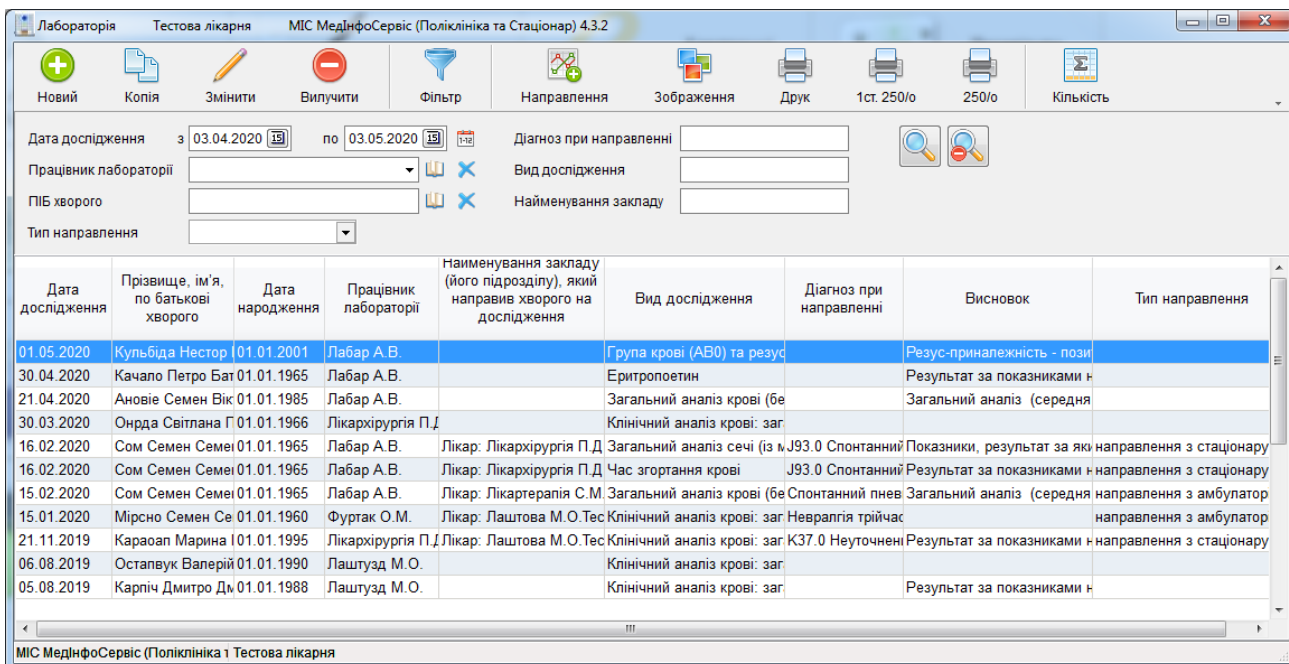 Лабораторія Тестова лікарня МІС МедІнфоСервіс (Поліклініка та Стаціонар) 4.3.2
Новий Копія Змінити Вилучити Фільтр Направлення Зображення Друк 1ст. 250/о 250/о Кількість
Дата дослідження з 03.04.2020 15 по 03.05.2020 15 1-12 Діагноз при направленні
Працівник лабораторії Вид дослідження
ПІБ хворого Найменування закладу
Тип направлення
Дата дослідження Прізвище, ім'я, по батькові хворого Дата народження Працівник лабораторії Найменування закладу (його підрозділу), який направив хворого на дослідження Вид дослідження Діагноз при направленні Висновок Тип направлення
01.05.2020 Кульбіда Нестор 01.01.2001 Лабар А.В. Група крові (АВ0) та резус Резус-приналежність - пози
30.04.2020 Качало Петро Бат 01.01.1965 Лабар А.В. Еритропоетин Результат за показниками н
21.04.2020 Ановіе Семен Вік 01.01.1985 Лабар А.В. Загальний аналіз крові (бе Загальний аналіз (середня
30.03.2020 Онрда Світлана Г 01.01.1966 Лікархірургія П.Д Клінічний аналіз крові: заг
16.02.2020 Сом Семен Семе 01.01.1965 Лабар А.В. Лікар: Лікархірургія П.Д Загальний аналіз сечі (із м J93.0 Спонтанний Показники, результат за яки направлення з стаціонару
16.02.2020 Сом Семен Семе 01.01.1965 Лабар А.В. Лікар: Лікархірургія П.Д Час згортання крові J93.0 Спонтанний Результат за показниками н направлення з стаціонару
15.02.2020 Сом Семен Семе 01.01.1965 Лабар А.В. Лікар: Лікартерапія С.М. Загальний аналіз крові (бе Спонтанний пнев Загальний аналіз (середня направлення з амбулатор
15.01.2020 Мірсно Семен Се 01.01.1960 Фуртак О.М. Лікар: Лаштова М.О.Тес Клінічний аналіз крові: заг Невралгія трійчас направлення з амбулатор
21.11.2019 Караоап Марина 01.01.1995 Лікархірургія П.Д Лікар: Лаштова М.О.Тес Клінічний аналіз крові: заг K37.0 Неуточнен Результат за показниками н направлення з стаціонару
06.08.2019 Остапвук Валерій 01.01.1990 Лаштузд М.О. Клінічний аналіз крові: заг
05.08.2019 Карпіч Дмитро Дм 01.01.1988 Лаштузд М.О. Клінічний аналіз крові: заг Результат за показниками н
МІС МедІнфоСервіс (Поліклініка т Тестова лікарня